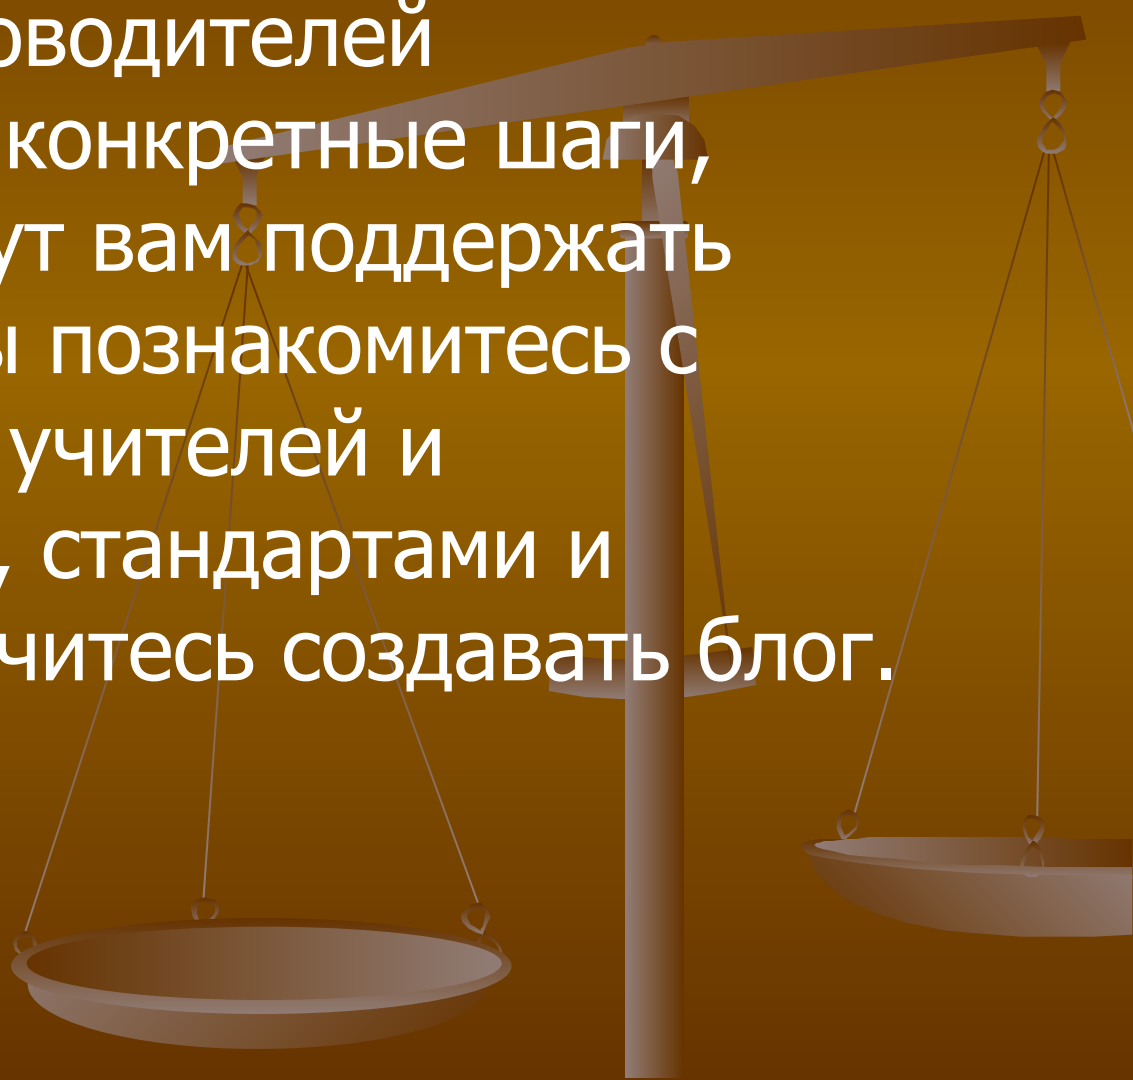 оводителей
конкретные шаги,
ут вам поддержать
ы познакомитесь с
учителей и
, стандартами и
читесь создавать блог.